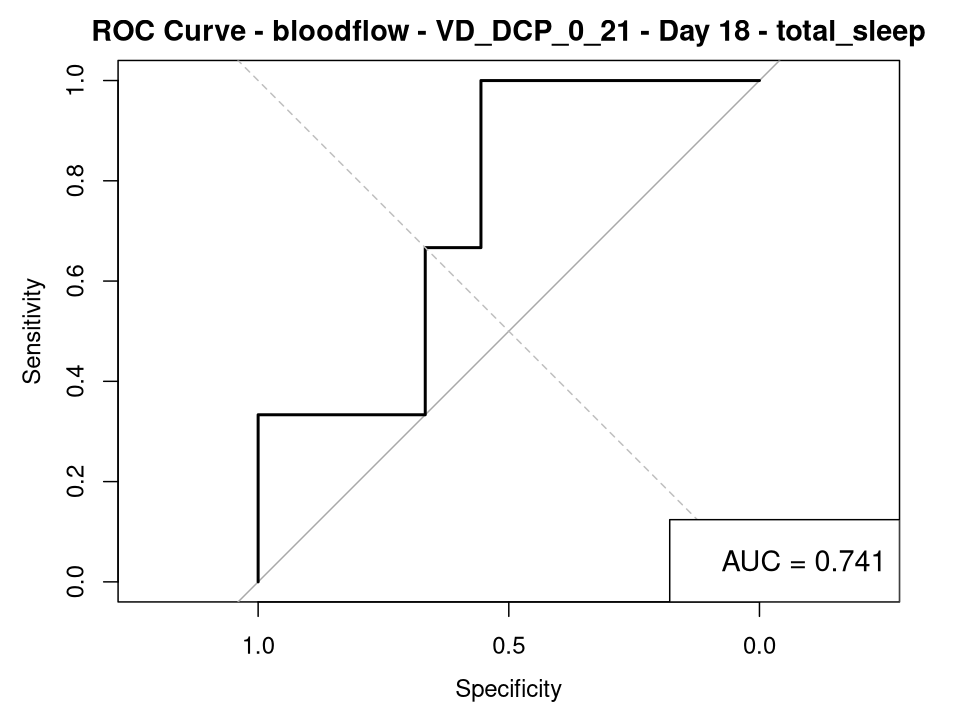 ROC Curve - bloodflow - VD_DCP_0_21 - Day 18 - total_sleep
1.0
0.8
0.6
0.4
0.2
0.0
Sensitivity
AUC = 0.741
1.0 0.5 0.0
Specificity